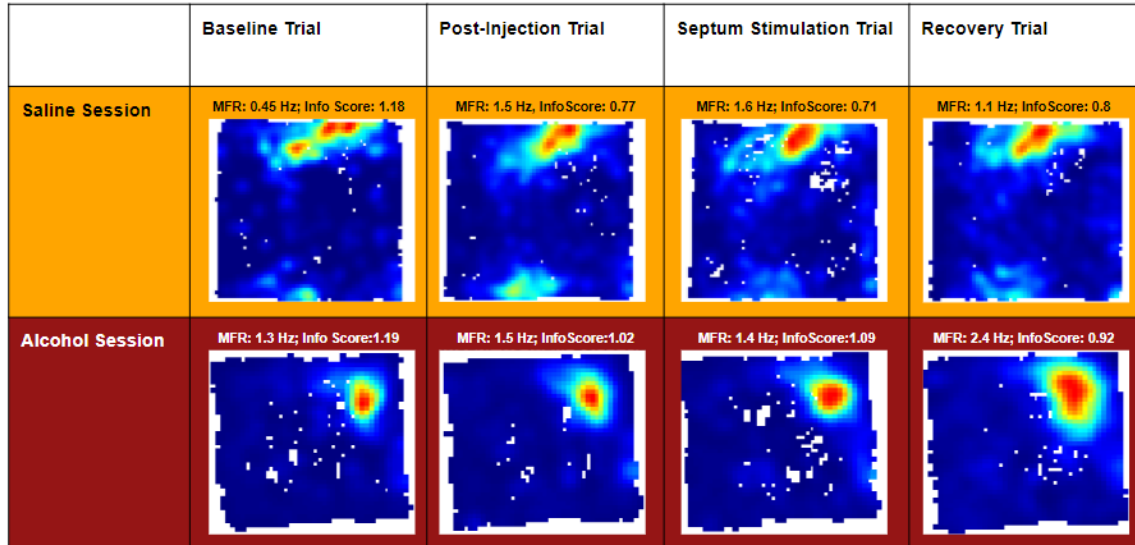 Baseline Trial
Post-Injection Trial
Septum Stimulation Trial
Recovery Trial
Saline Session
MFR: 0.45 Hz; Info Score: 1.18
MFR: 1.5 Hz, InfoScore: 0.77
MFR: 1.6 Hz, InfoScore: 0.71
MFR: 1.1 Hz; Info Score: 0.8
Alcohol Session
MFR: 1.3 Hz; Info Score:1.19
MFR: 1.5 Hz; InfoScore:1.02
MFR: 1.4 Hz; InfoScore:1.09
MFR: 2.4 Hz; InfoScore: 0.92